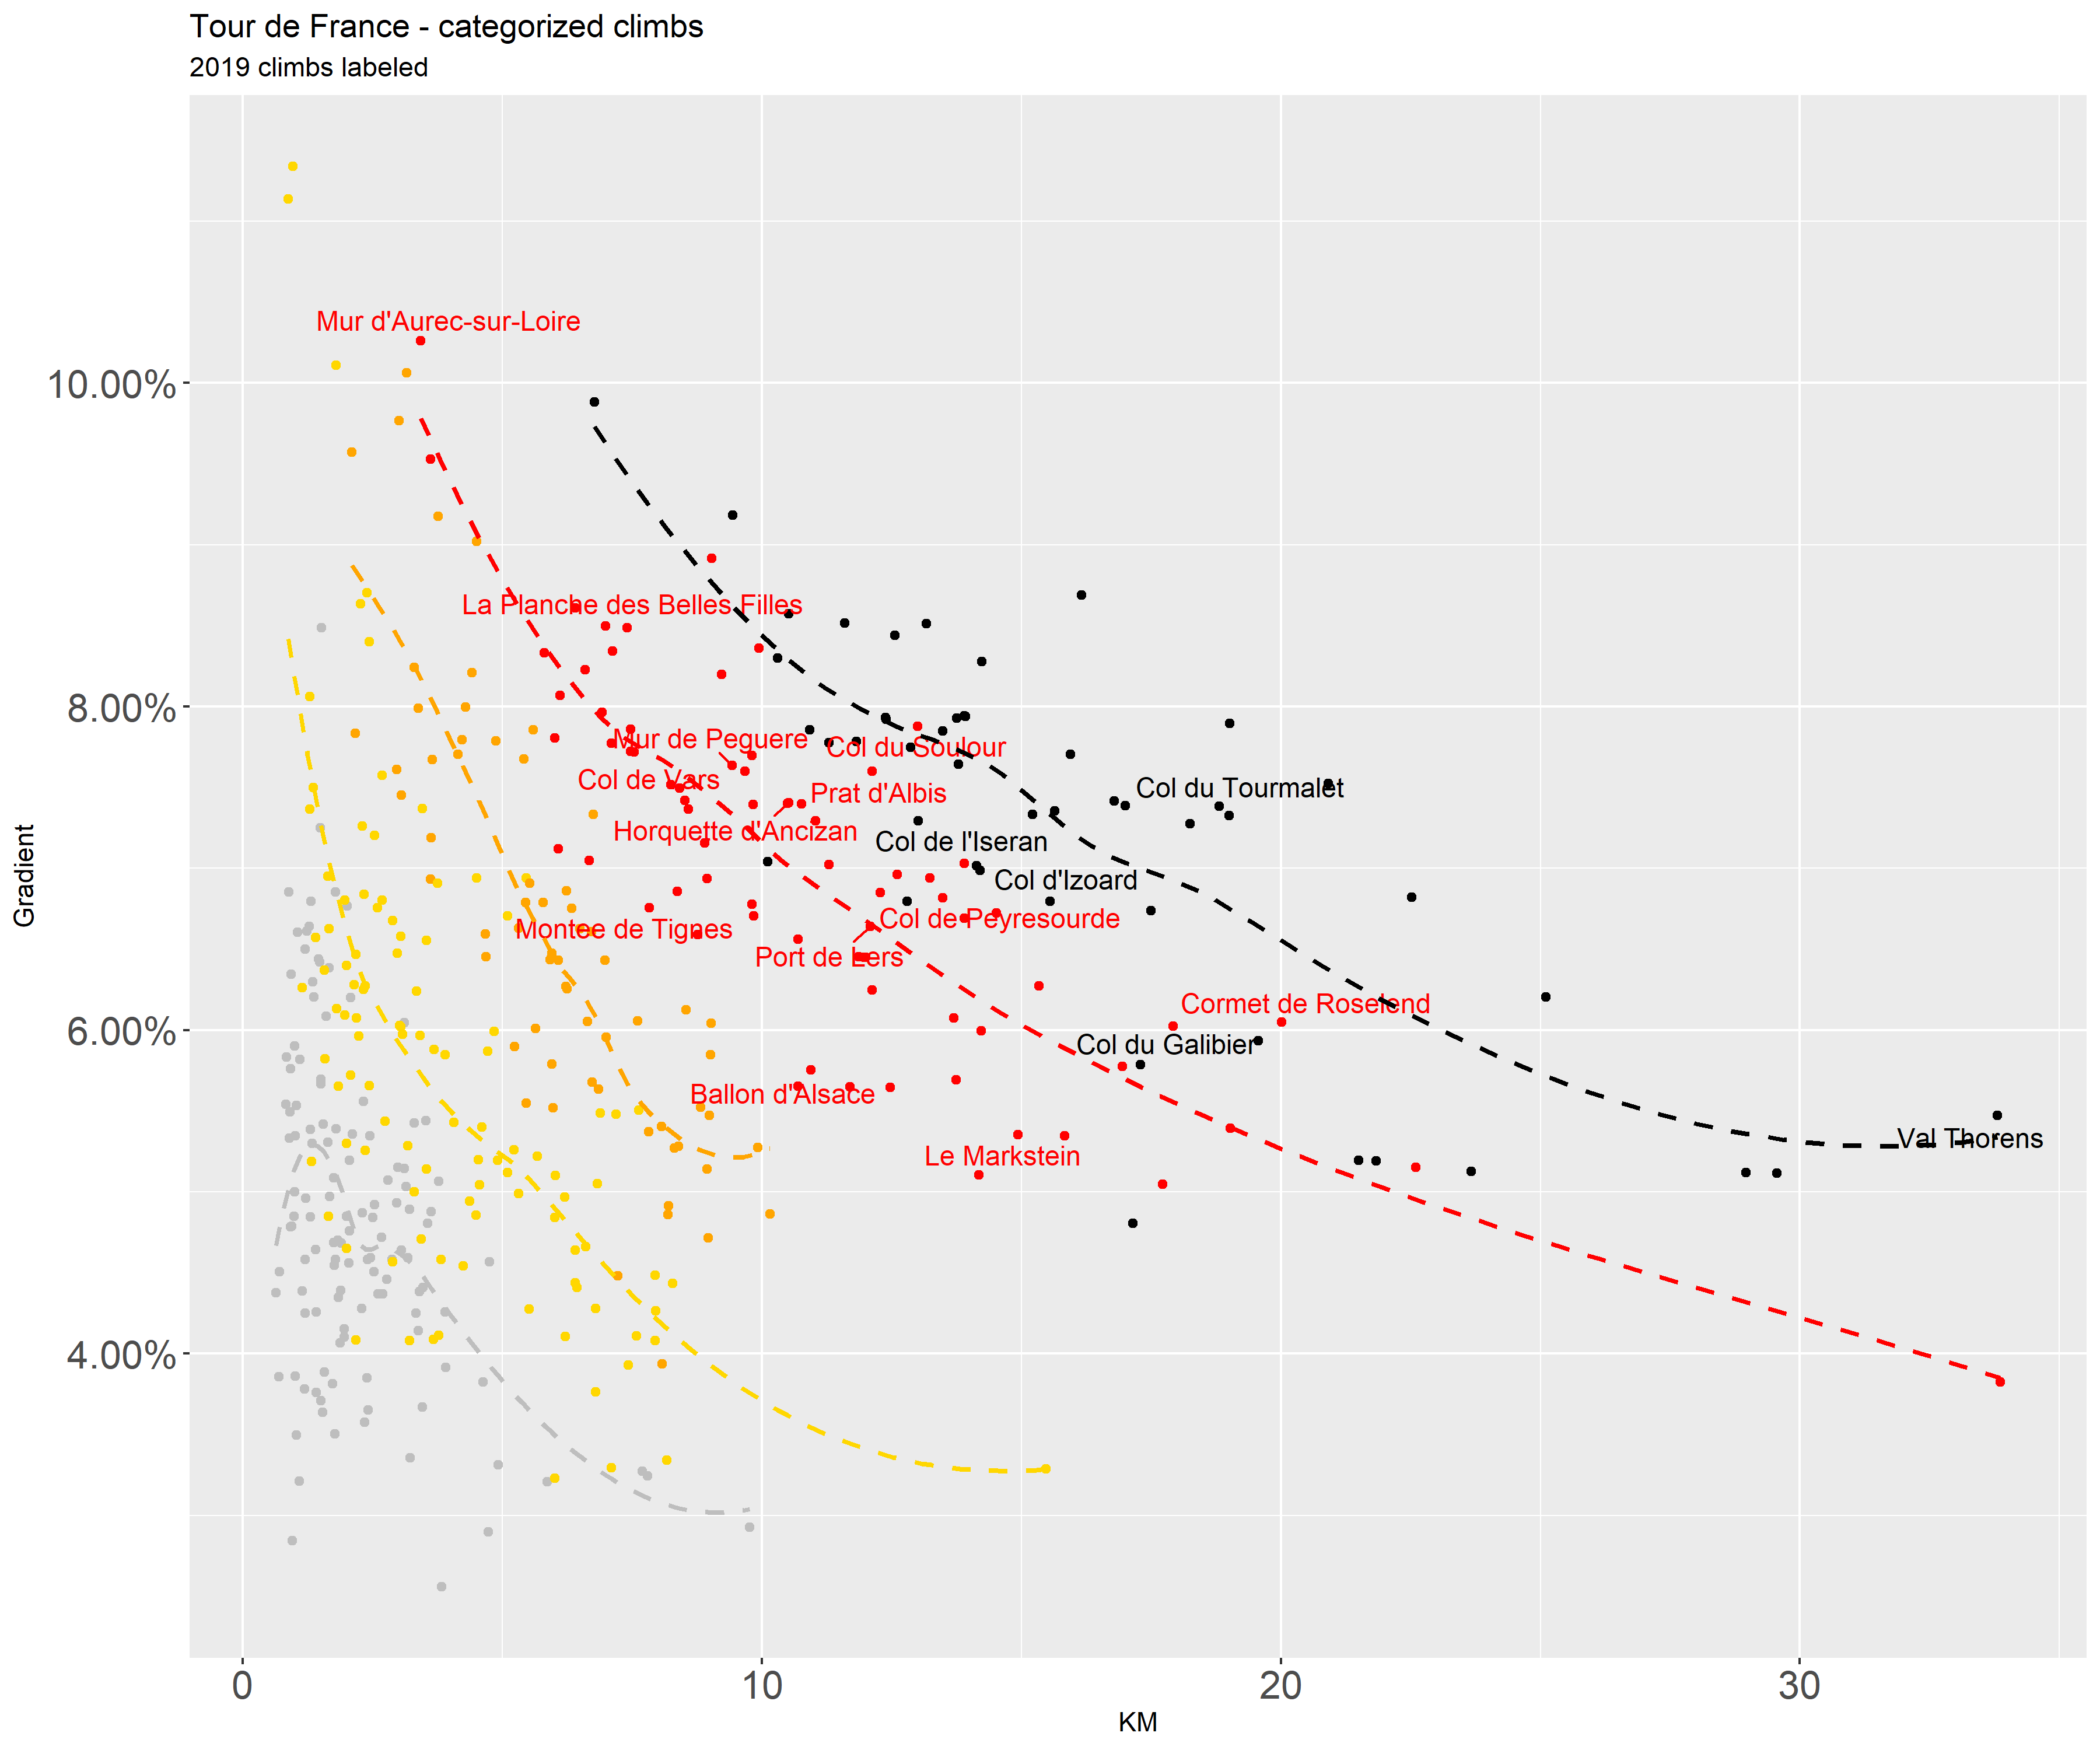 Tour de France - categorized climbs
2019 climbs labeled
Mur d'Aurec-sur-Loire
10.00%
La Planche des Belles Filles
8.00%
Mur de Peguere
Col du Soulour
Col de Vars
Col du Tourmalet
Prat d'Albis
Horquette d'Ancizan
Col de l'Iseran
Col d'Izoard
Gradient
Col de Peyresourde
Montee de Tignes
Port de Lers
Cormet de Roselend
6.00%
Col du Galibier
Ballon d'Alsace
Val Thorens
Le Markstein
4.00%
0 10 20 30
KM